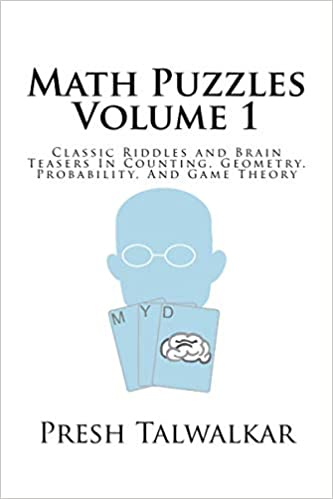 Math Puzzles
Volume 1
Classic Riddles and Brain
Teasers In Counting, Geometry,
Probability, And Game Theory
M Y D
Presh Talwalkar